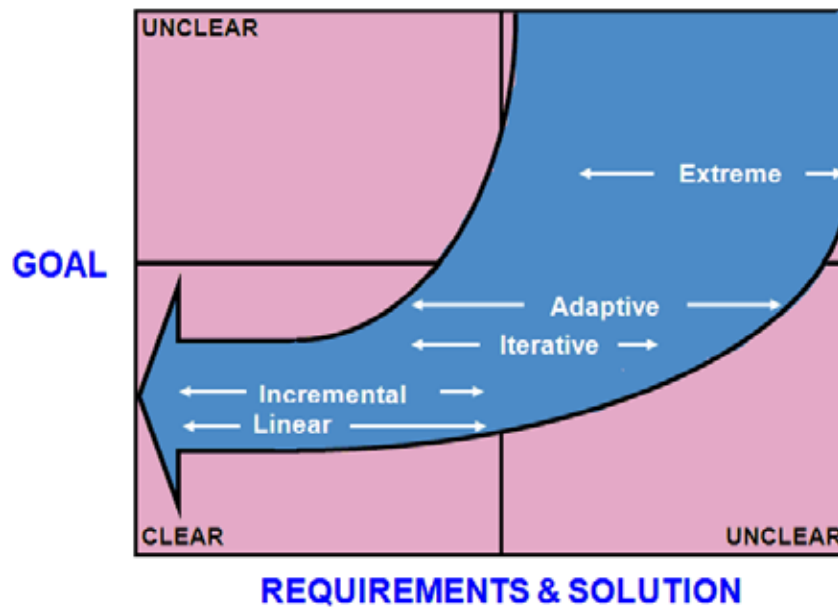 UNCLEAR
Extreme
GOAL
Adaptive
Iterative
Incremental
Linear
CLEAR
UNCLEAR
REQUIREMENTS & SOLUTION